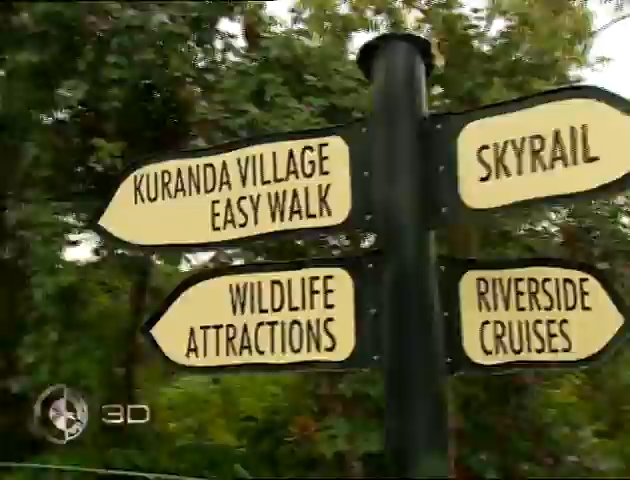 KURANDA VILLAGE
EASY WALK
SKYRAIL
WILDLIFE
ATTRACTIONS
RIVERSIDE
CRUISES
3D